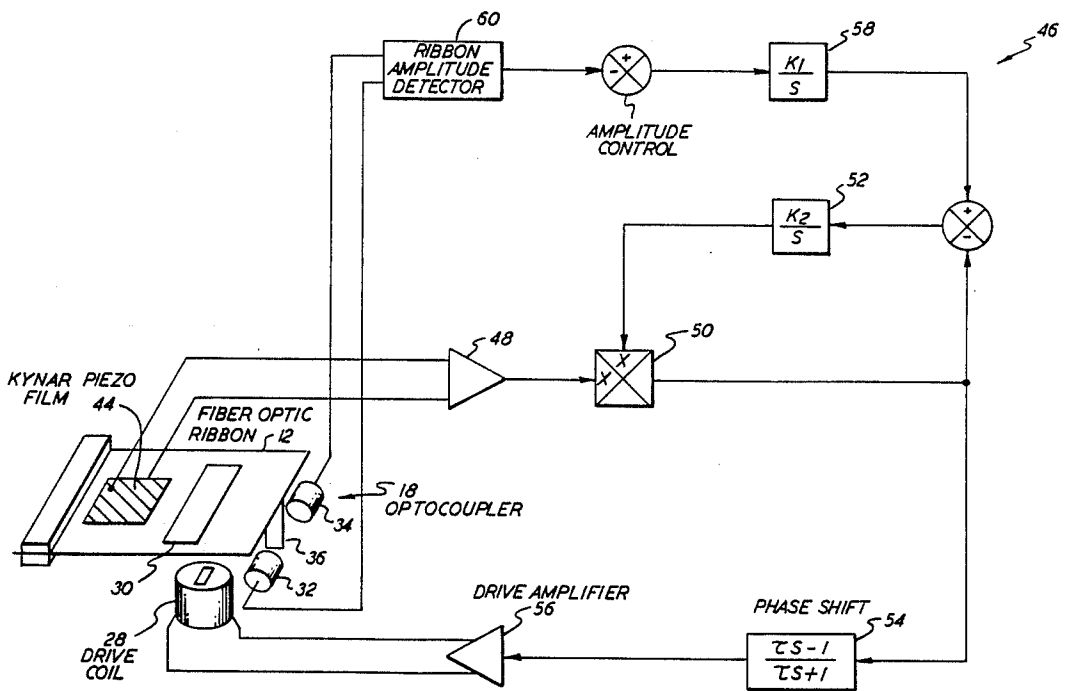 60
RIBBON
AMPLITUDE
DETECTOR
- +
AMPLITUDE
CONTROL
58
K1
S
46
52
K2
S
+
-
48
X
X
50
KYNAR PIEZO
FILM
44
FIBER OPTIC
RIBBON
12
18
OPTOCOUPLER
34
36
32
30
28
DRIVE
COIL
DRIVE AMPLIFIER
56
PHASE SHIFT
54
τS-1
τS+1